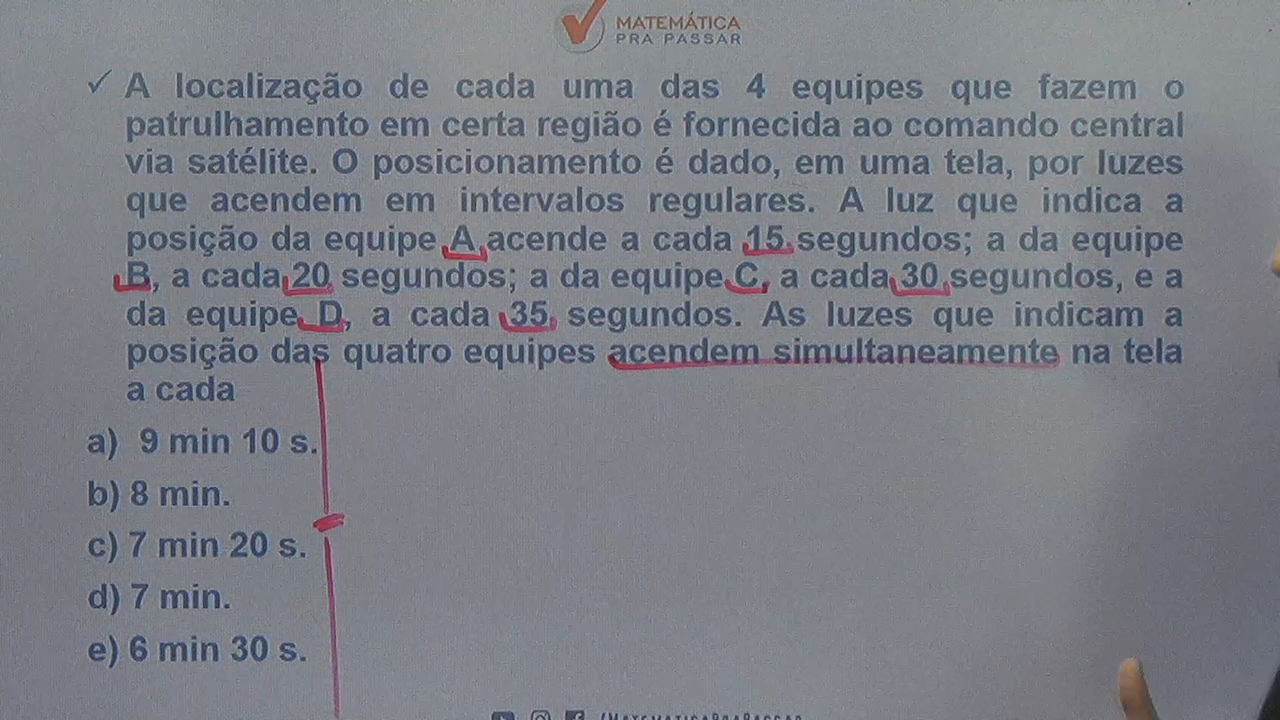 MATEMÁTICA
PRA PASSAR
✓ A localização de cada uma das 4 equipes que fazem o
patrulhamento em certa região é fornecida ao comando central
via satélite. O posicionamento é dado, em uma tela, por luzes
que acendem em intervalos regulares. A luz que indica a
posição da equipe A acende a cada 15 segundos; a da equipe
B, a cada 20 segundos; a da equipe C, a cada 30 segundos, e a
da equipe D, a cada 35 segundos. As luzes que indicam a
posição das quatro equipes acendem simultaneamente na tela
a cada
a) 9 min 10 s.
b) 8 min.
c) 7 min 20 s.
d) 7 min.
e) 6 min 30 s.
/MATEMATICAPRAPASSAR